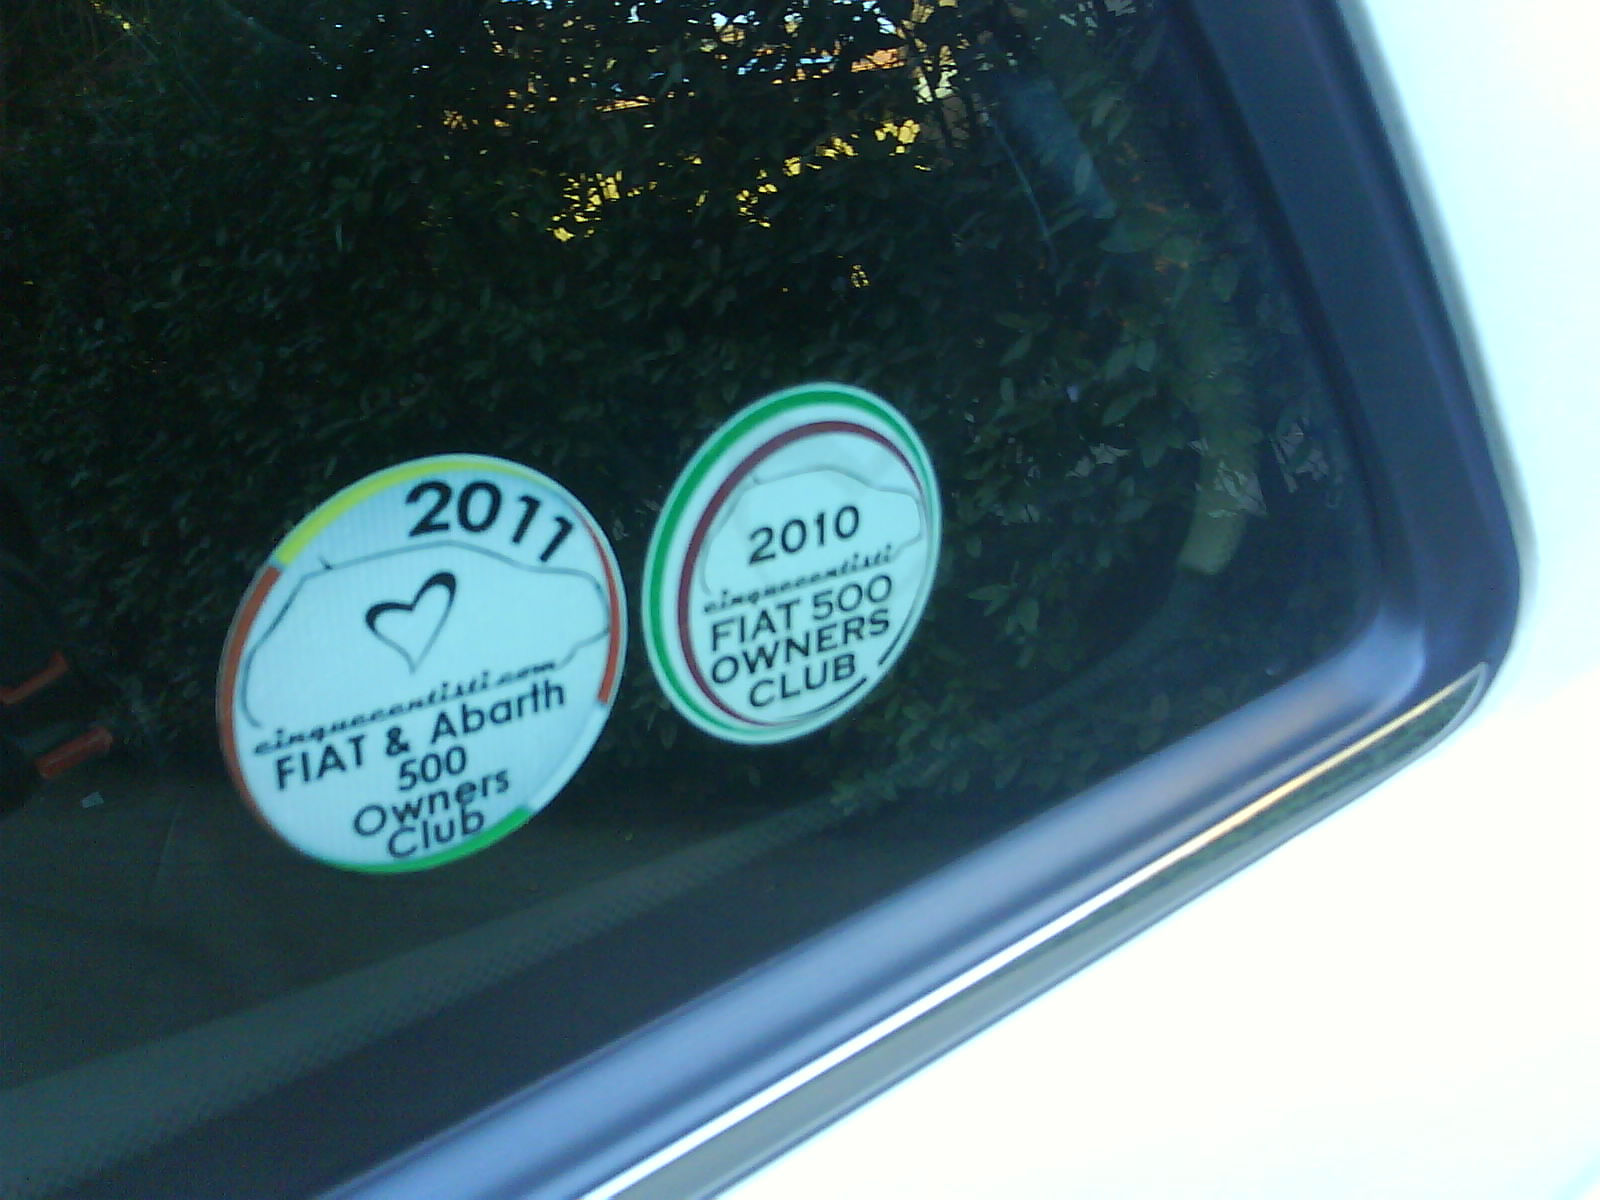 2011
cinquecentisti.com
FIAT & Abarth
500
Owners
Club
2010
cinquecentisti
FIAT 500
OWNERS
CLUB